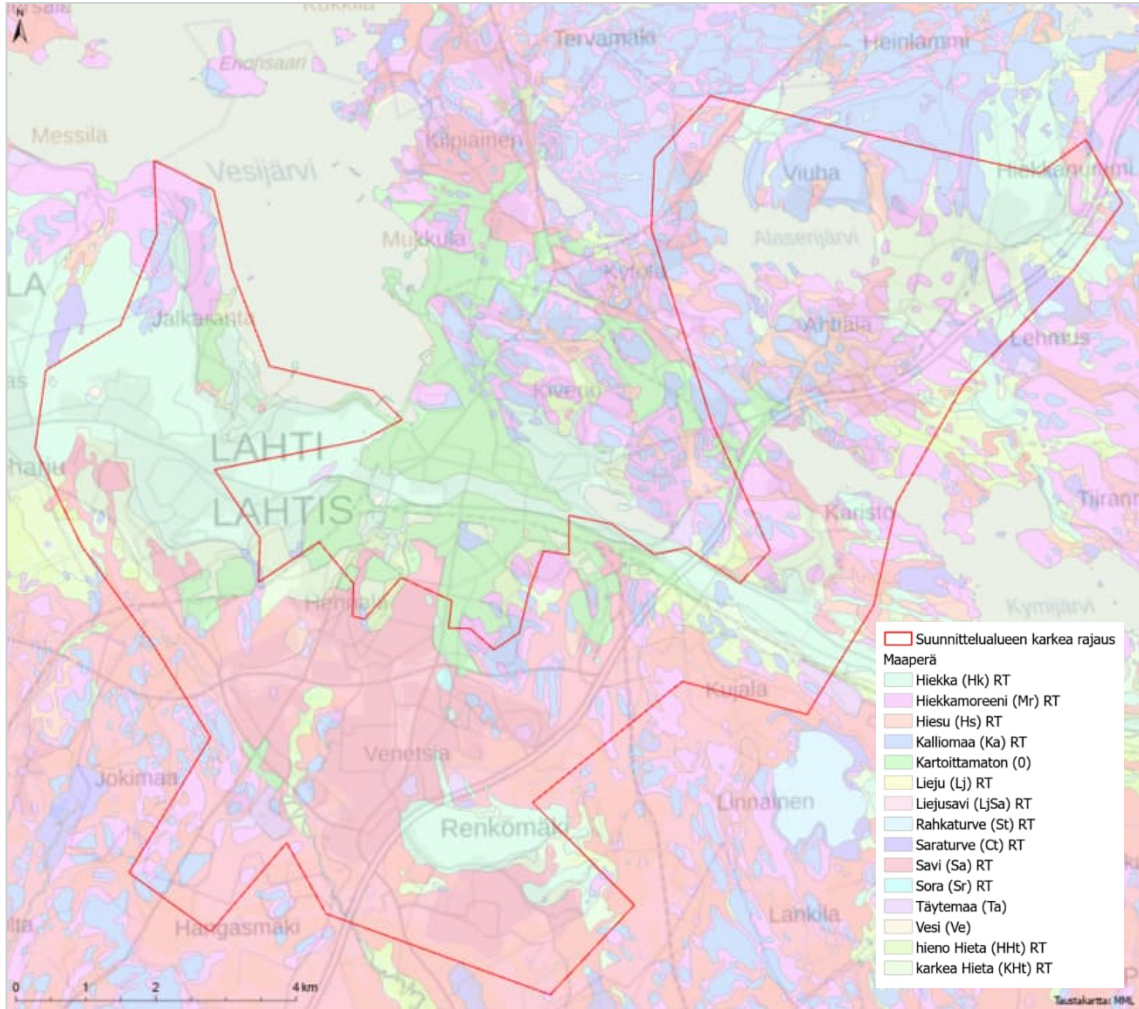 N
Kukkila
Tervamäki
Heinlammi
Enonsaari
Messilä
Kilpiäinen
Vesijärvi
Viuha
Hiekkanummi
Mukkula
Alasenjärvi
Kytölä
LA
Jalkaranta
Ahtiala
Lehmus
Kiverio
LAHTI
LAHTIS
harju
Karisto
Tiirann
Hennala
Kymijärvi
Kujala
Venetsia
Jokimaa
Linnainen
Renkomäki
Lankila
Hangasmäki
Suunnittelualueen karkea rajaus
Maaperä
Hiekka (Hk) RT
Hiekkamoreeni (Mr) RT
Hiesu (Hs) RT
Kalliomaa (Ka) RT
Kartoittamaton (0)
Lieju (Lj) RT
Liejusavi (LjSa) RT
Rahkaturve (St) RT
Saraturve (Ct) RT
Savi (Sa) RT
Sora (Sr) RT
Täytemaa (Ta)
Vesi (Ve)
hieno Hieta (HHt) RT
karkea Hieta (KHt) RT
0 1 2 4 km
Taustakartta: MML